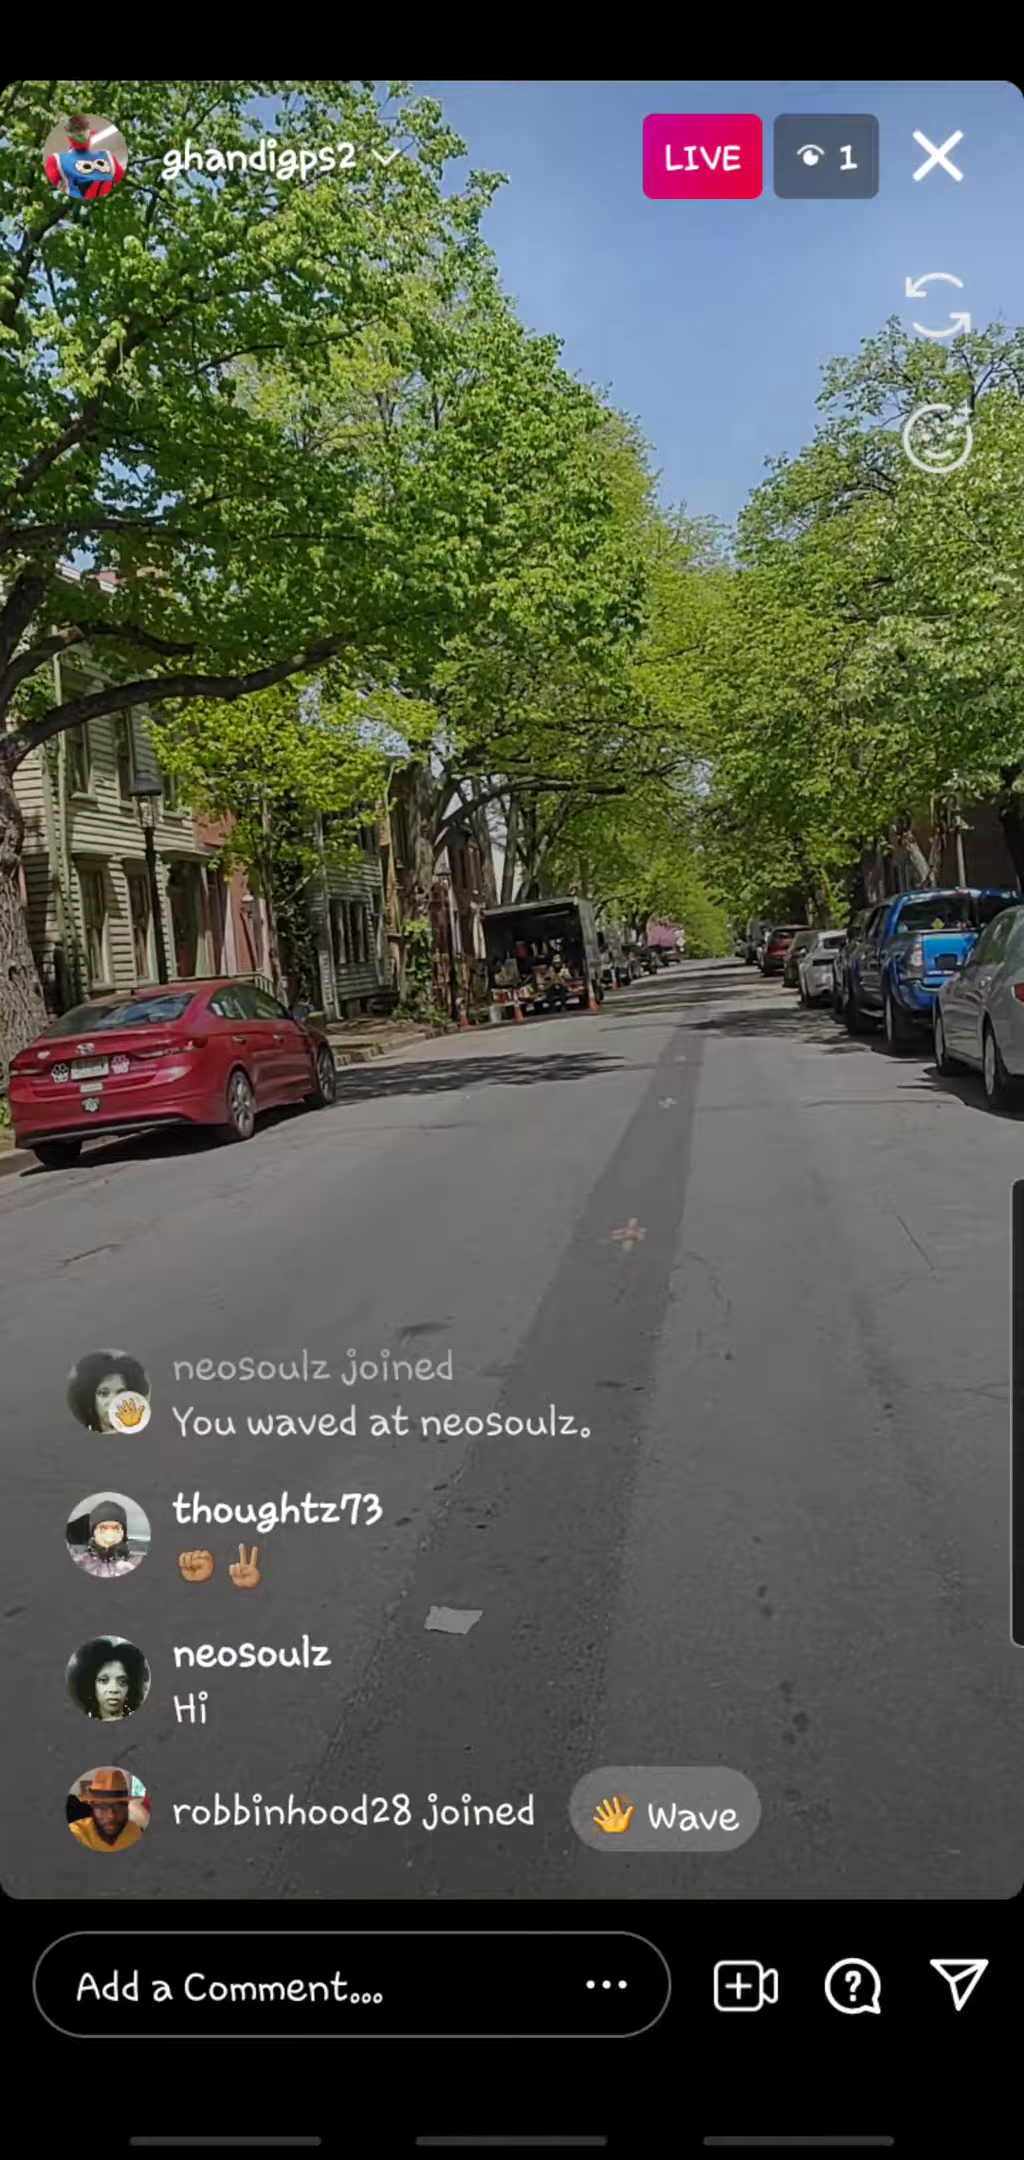 ghandigps2
LIVE
1
neosoulz joined
You waved at neosoulz.
thoughtz73
✊🏽 ✌🏽
neosoulz
Hi
robbinhood28 joined
👋 Wave
Add a Comment...